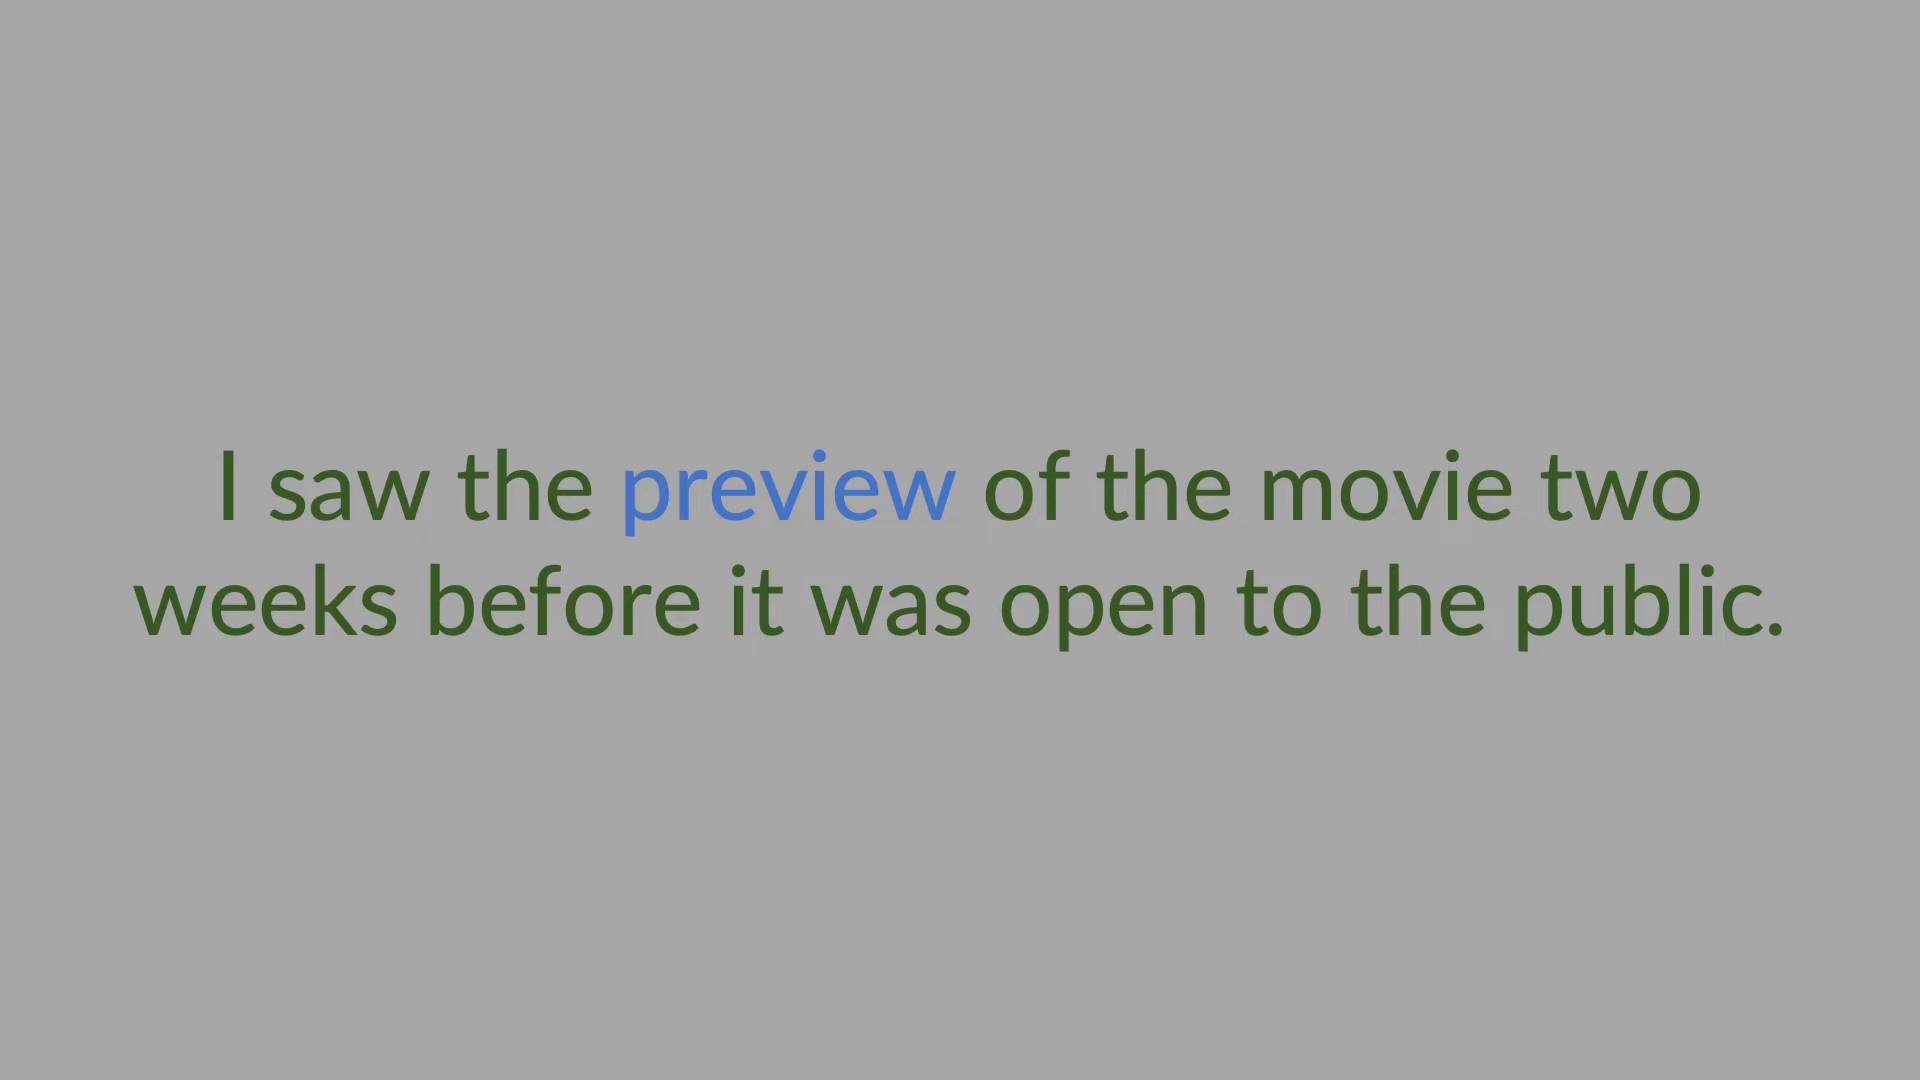 I saw the preview of the movie two
weeks before it was open to the public.